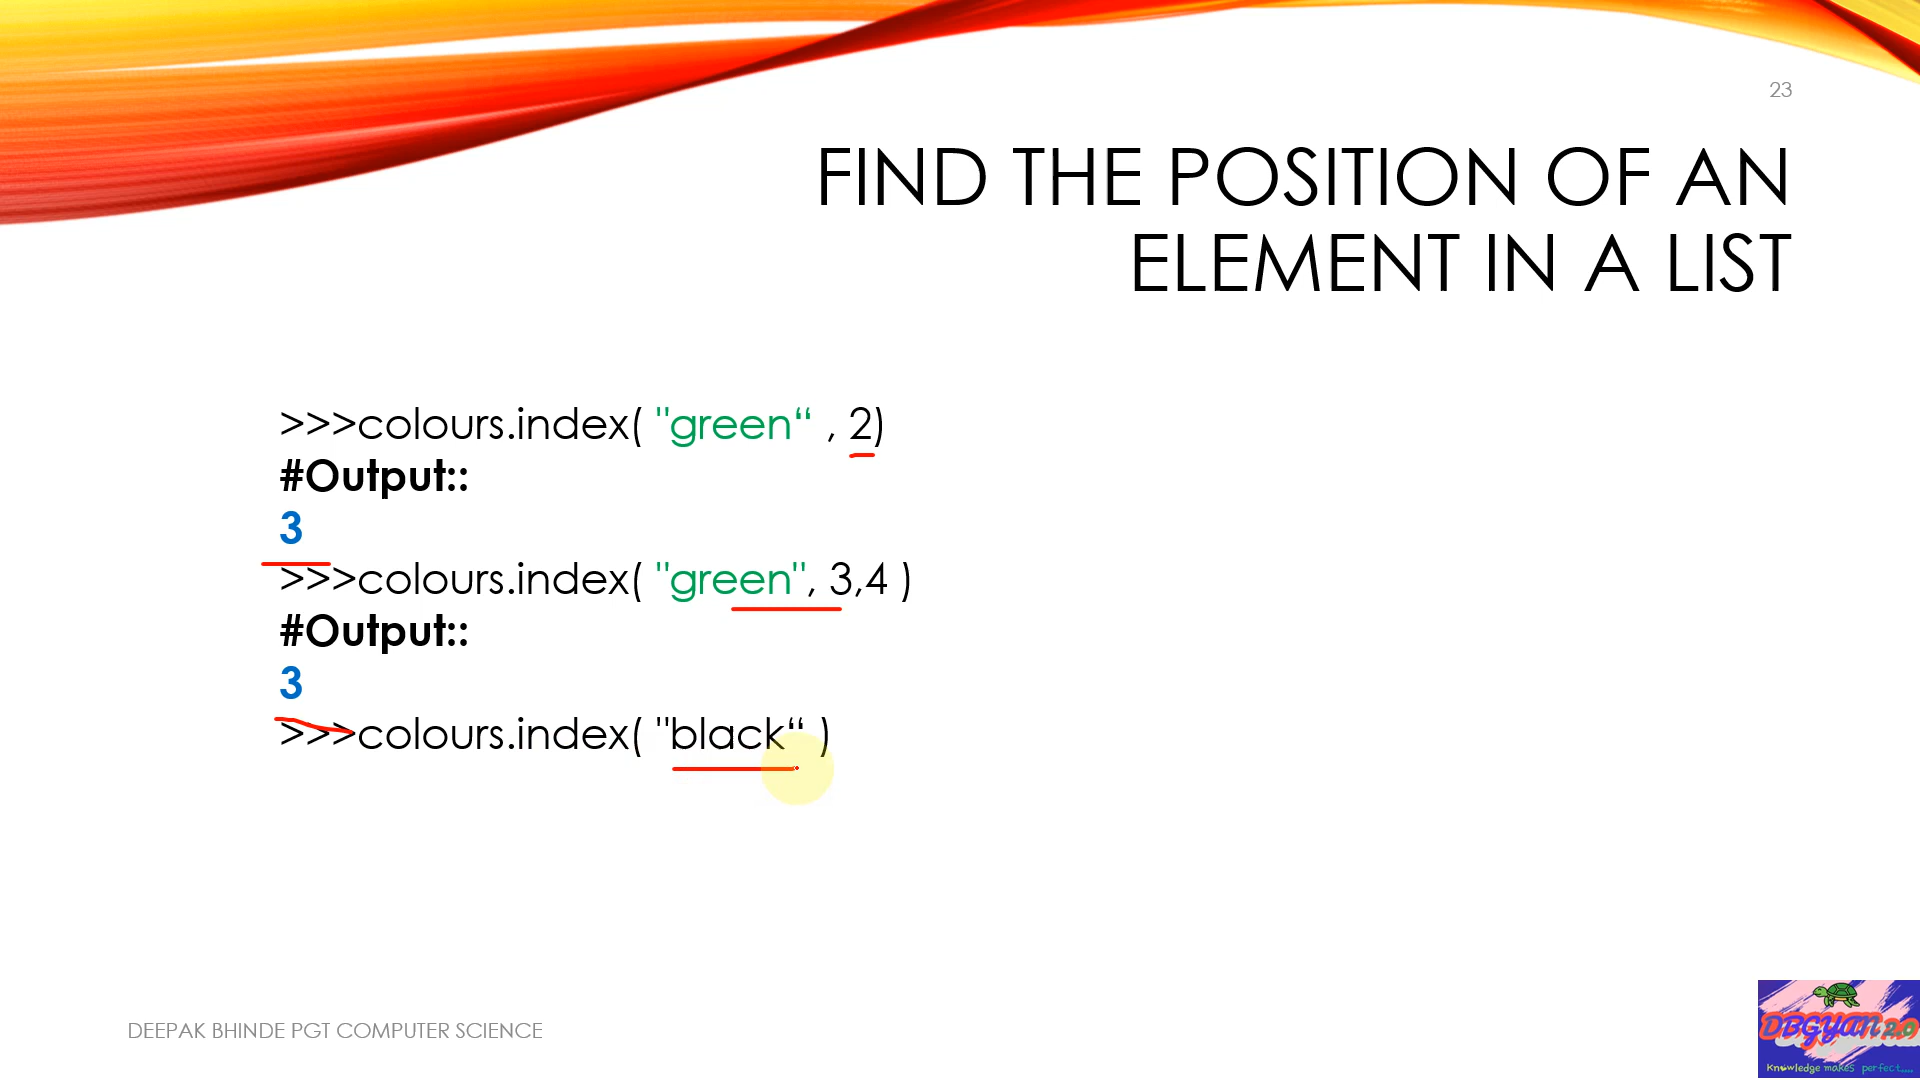 23
FIND THE POSITION OF AN
ELEMENT IN A LIST
>>>colours.index( "green“ , 2)
#Output::
3
>>>colours.index( "green", 3,4 )
#Output::
3
>>>colours.index( "black“ )
DEEPAK BHINDE PGT COMPUTER SCIENCE
DBGYAN 2.0
Knowledge makes perfect....